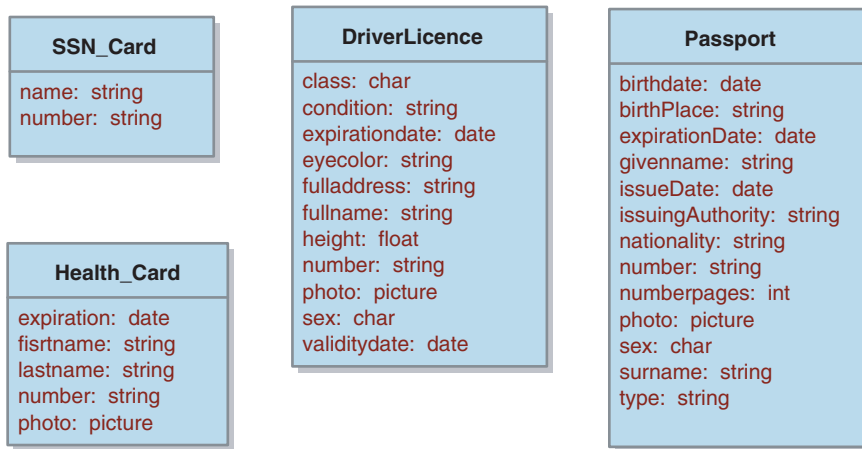 SSN_Card
name: string
number: string
Health_Card
expiration: date
fisrtname: string
lastname: string
number: string
photo: picture
DriverLicence
class: char
condition: string
expirationdate: date
eyecolor: string
fulladdress: string
fullname: string
height: float
number: string
photo: picture
sex: char
validitydate: date
Passport
birthdate: date
birthPlace: string
expirationDate: date
givenname: string
issueDate: date
issuingAuthority: string
nationality: string
number: string
numberpages: int
photo: picture
sex: char
surname: string
type: string